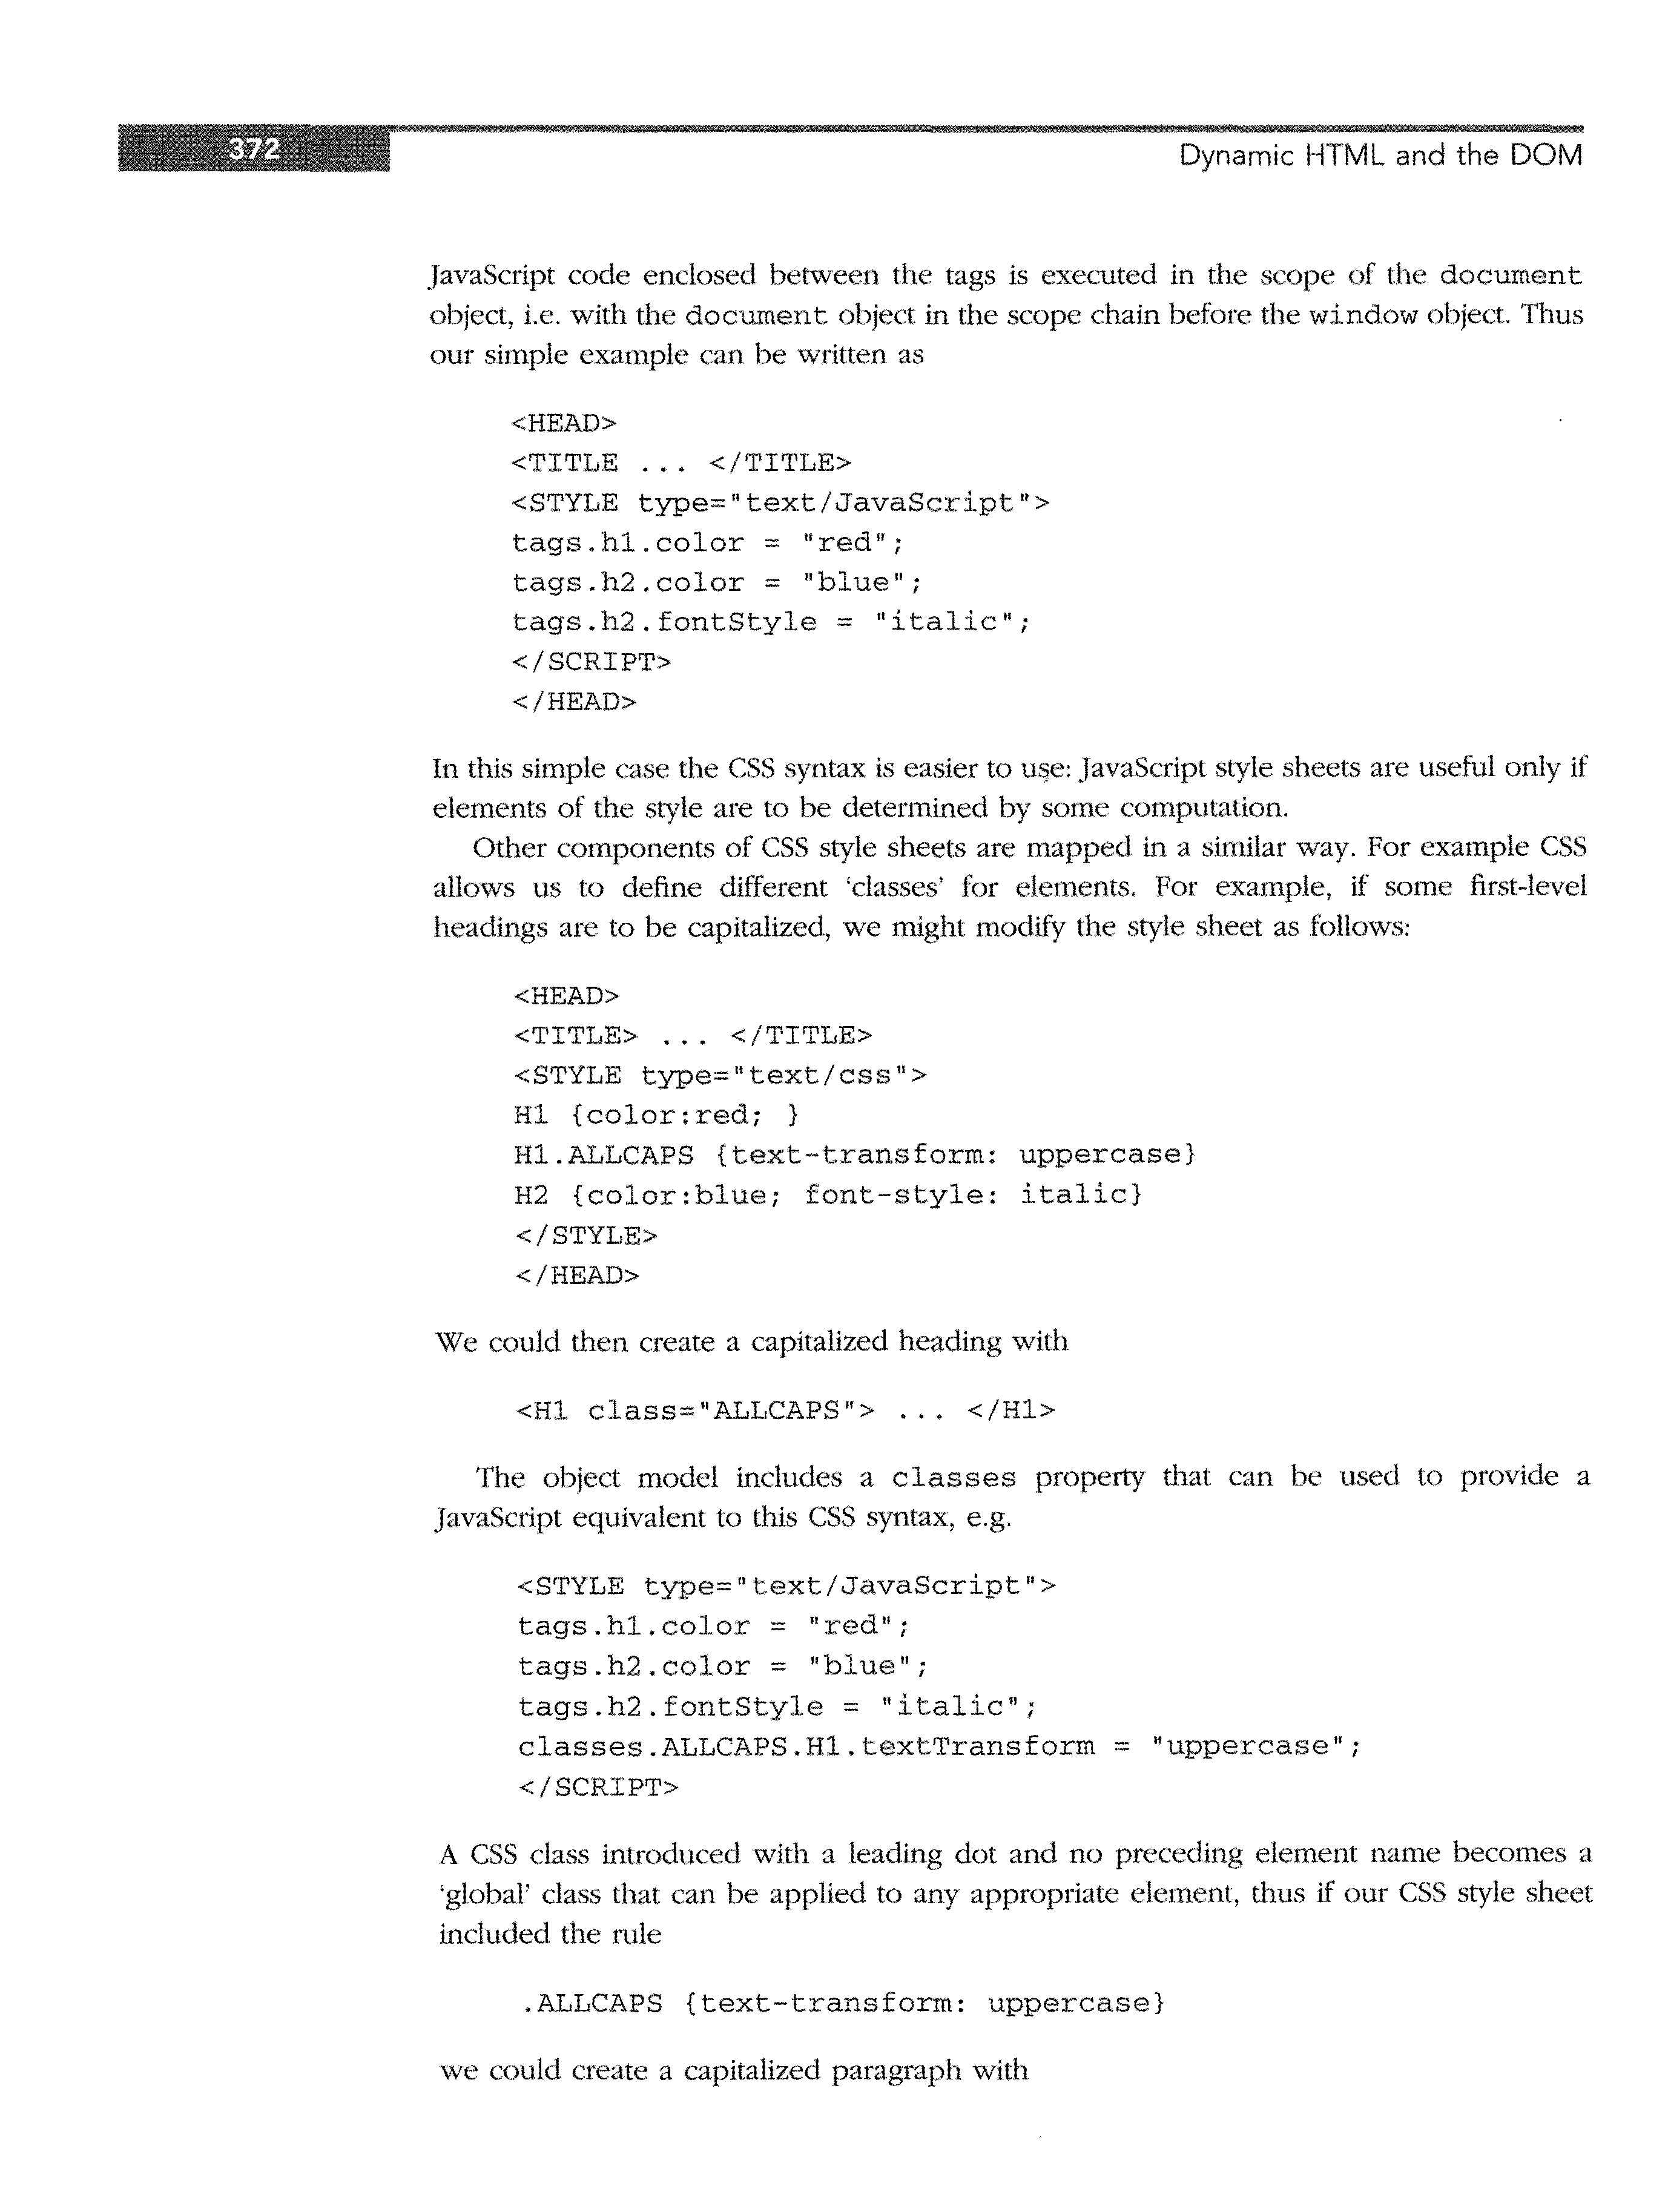 372
Dynamic HTML and the DOM
JavaScript code enclosed between the tags is executed in the scope of the document
object, i.e. with the document object in the scope chain before the window object. Thus
our simple example can be written as
<HEAD>
<TITLE ... </TITLE>
<STYLE type="text/JavaScript">
tags.h1.color = "red";
tags.h2.color = "blue";
tags.h2.fontStyle = "italic";
</SCRIPT>
</HEAD>
In this simple case the CSS syntax is easier to use: JavaScript style sheets are useful only if
elements of the style are to be determined by some computation.
Other components of CSS style sheets are mapped in a similar way. For example CSS
allows us to define different 'classes' for elements. For example, if some first-level
headings are to be capitalized, we might modify the style sheet as follows:
<HEAD>
<TITLE> ... </TITLE>
<STYLE type="text/css">
H1 {color:red; }
H1.ALLCAPS {text-transform: uppercase}
H2 {color:blue; font-style: italic}
</STYLE>
</HEAD>
We could then create a capitalized heading with
<H1 class="ALLCAPS"> ... </H1>
The object model includes a classes property that can be used to provide a
JavaScript equivalent to this CSS syntax, e.g.
<STYLE type="text/JavaScript">
tags.h1.color = "red";
tags.h2.color = "blue";
tags.h2.fontStyle = "italic";
classes.ALLCAPS.H1.textTransform = "uppercase";
</SCRIPT>
A CSS class introduced with a leading dot and no preceding element name becomes a
'global' class that can be applied to any appropriate element, thus if our CSS style sheet
included the rule
.ALLCAPS {text-transform: uppercase}
we could create a capitalized paragraph with